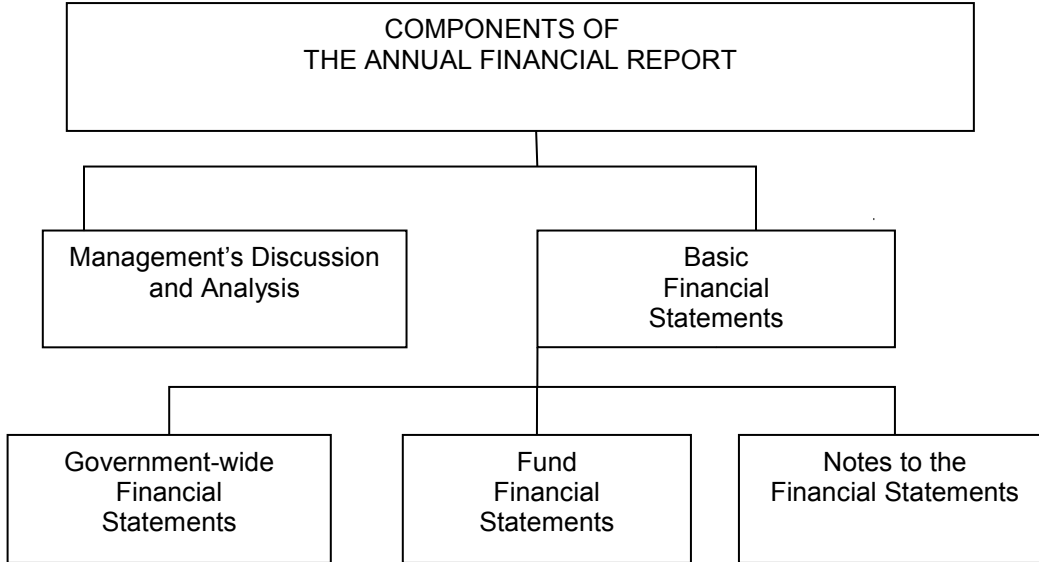 COMPONENTS OF
THE ANNUAL FINANCIAL REPORT
Management’s Discussion
and Analysis
Basic
Financial
Statements
Government-wide
Financial
Statements
Fund
Financial
Statements
Notes to the
Financial Statements